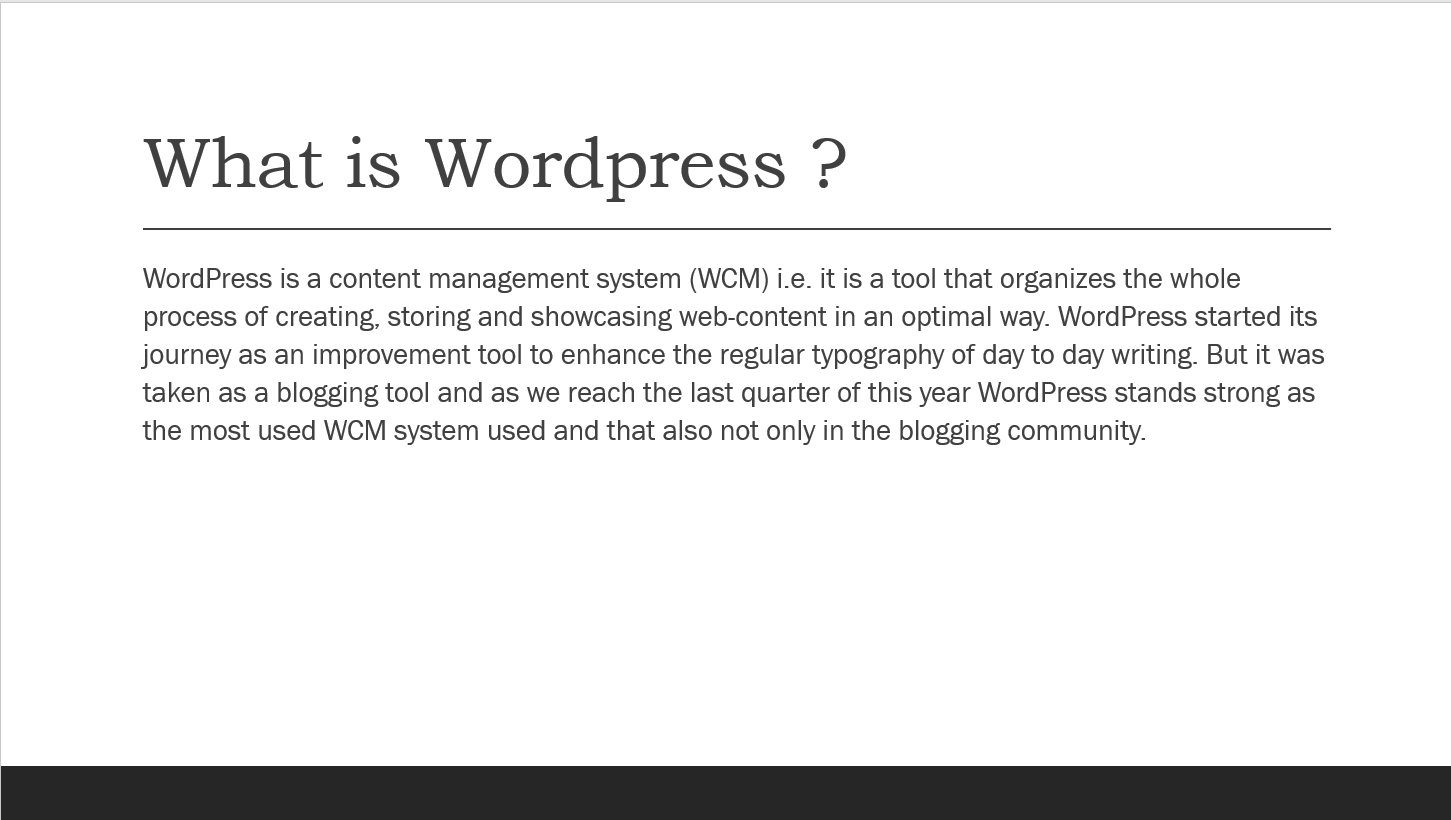 What is Wordpress ?
WordPress is a content management system (WCM) i.e. it is a tool that organizes the whole
process of creating, storing and showcasing web-content in an optimal way. WordPress started its
journey as an improvement tool to enhance the regular typography of day to day writing. But it was
taken as a blogging tool and as we reach the last quarter of this year WordPress stands strong as
the most used WCM system used and that also not only in the blogging community.